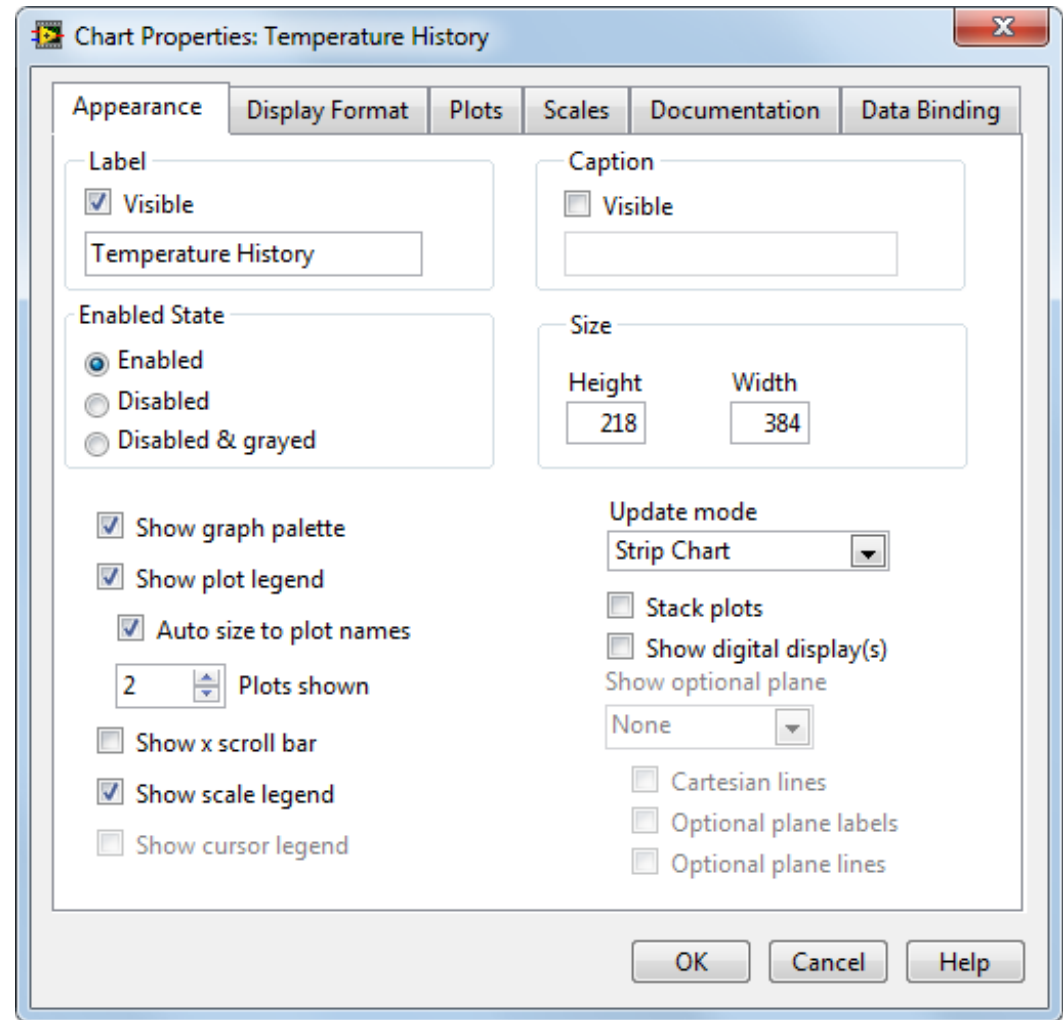 Chart Properties: Temperature History
X
Appearance Display Format Plots Scales Documentation Data Binding
Label
Visible
Temperature History
Caption
Visible
Enabled State
Enabled
Disabled
Disabled & grayed
Size
Height Width
218 384
Show graph palette
Show plot legend
Auto size to plot names
2 Plots shown
Show x scroll bar
Show scale legend
Show cursor legend
Update mode
Strip Chart
Stack plots
Show digital display(s)
Show optional plane
None
Cartesian lines
Optional plane labels
Optional plane lines
OK Cancel Help